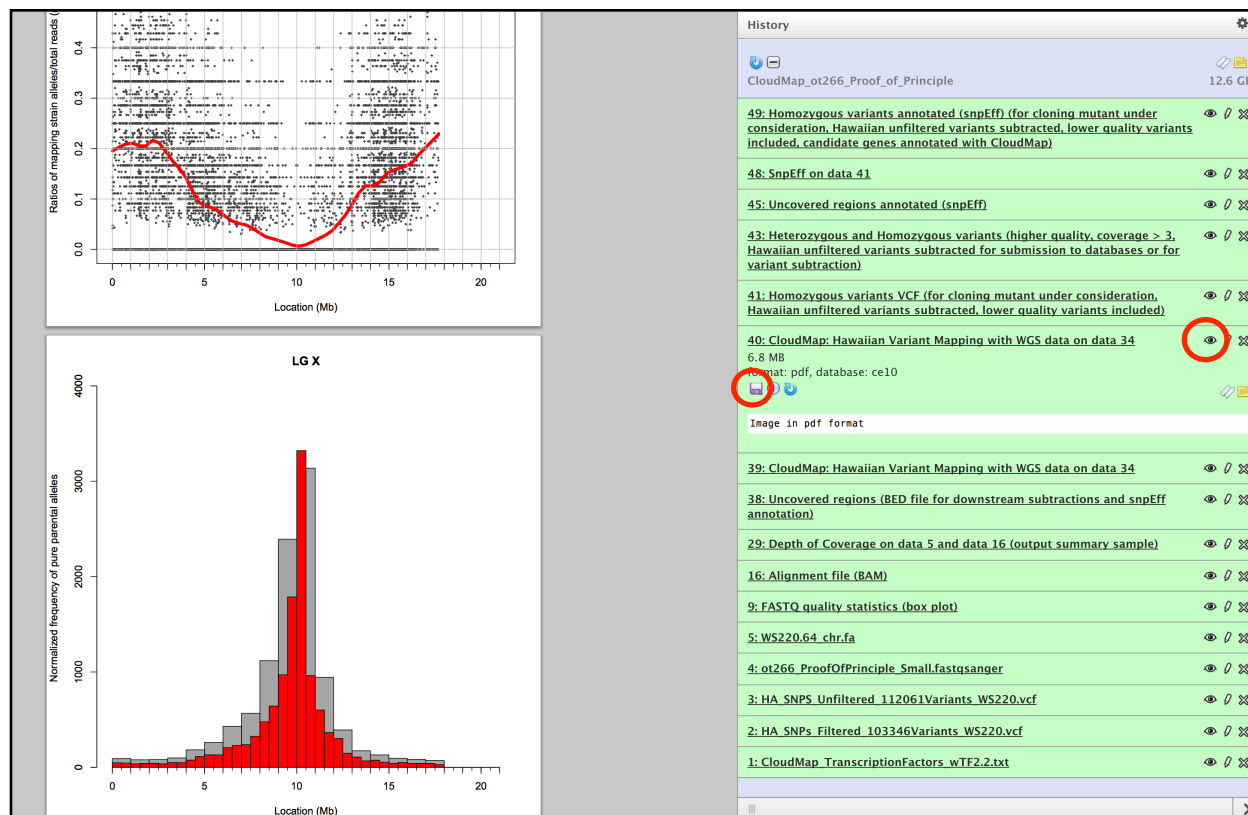 Ratios of mapping strain alleles/total reads (
0.4
0.3
0.2
0.1
0.0
0 5 10 15 20
Location (Mb)
LG X
Normalized frequency of pure parental alleles
4000
3000
2000
1000
0
0 5 10 15 20
Location (Mb)
History
CloudMap_ot266_Proof_of_Principle
12.6 GB
49: Homozygous variants annotated (snpEff) (for cloning mutant under
consideration, Hawaiian unfiltered variants subtracted, lower quality variants
included, candidate genes annotated with CloudMap)
48: SnpEff on data 41
45: Uncovered regions annotated (snpEff)
43: Heterozygous and Homozygous variants (higher quality, coverage > 3,
Hawaiian unfiltered variants subtracted for submission to databases or for
variant subtraction)
41: Homozygous variants VCF (for cloning mutant under consideration,
Hawaiian unfiltered variants subtracted, lower quality variants included)
40: CloudMap: Hawaiian Variant Mapping with WGS data on data 34
6.8 MB
format: pdf, database: ce10
Image in pdf format
39: CloudMap: Hawaiian Variant Mapping with WGS data on data 34
38: Uncovered regions (BED file for downstream subtractions and snpEff
annotation)
29: Depth of Coverage on data 5 and data 16 (output summary sample)
16: Alignment file (BAM)
9: FASTQ quality statistics (box plot)
5: WS220.64_chr.fa
4: ot266_ProofOfPrinciple_Small.fastqsanger
3: HA_SNPS_Unfiltered_112061Variants_WS220.vcf
2: HA_SNPs_Filtered_103346Variants_WS220.vcf
1: CloudMap_TranscriptionFactors_wTF2.2.txt